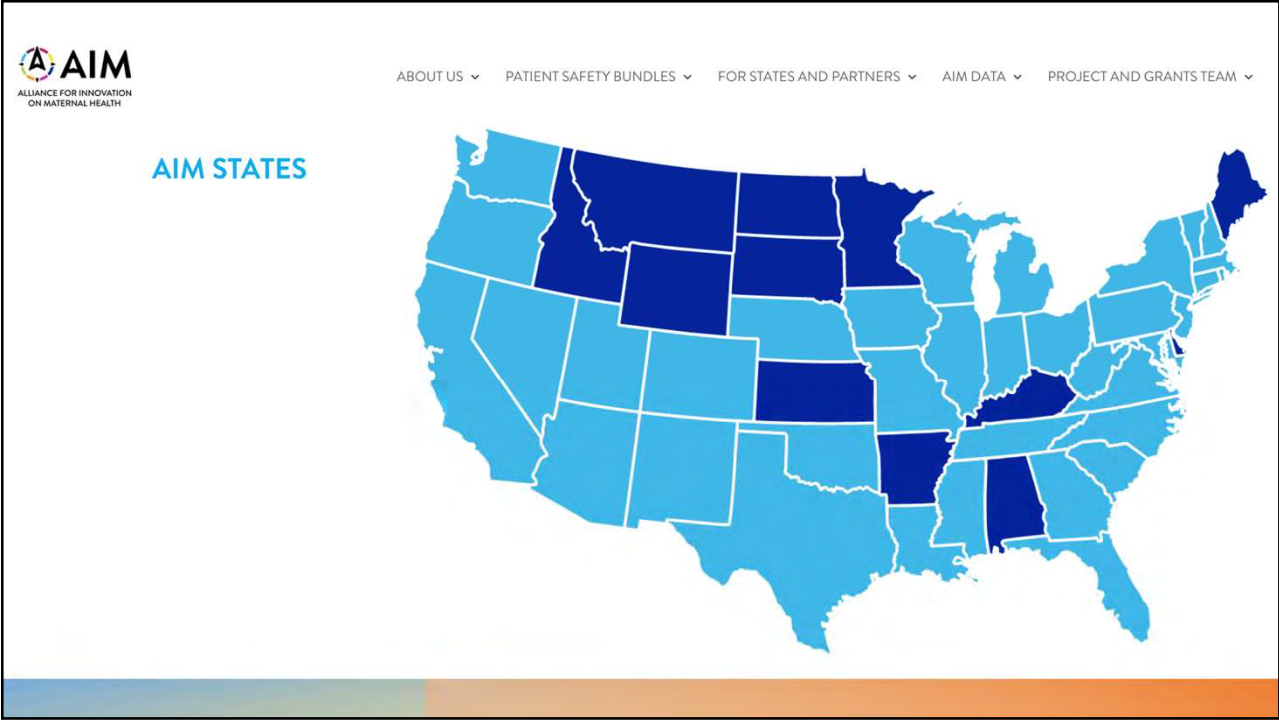 AIM
ALLIANCE FOR INNOVATION
ON MATERNAL HEALTH
ABOUT US
PATIENT SAFETY BUNDLES
FOR STATES AND PARTNERS
AIM DATA
PROJECT AND GRANTS TEAM
AIM STATES